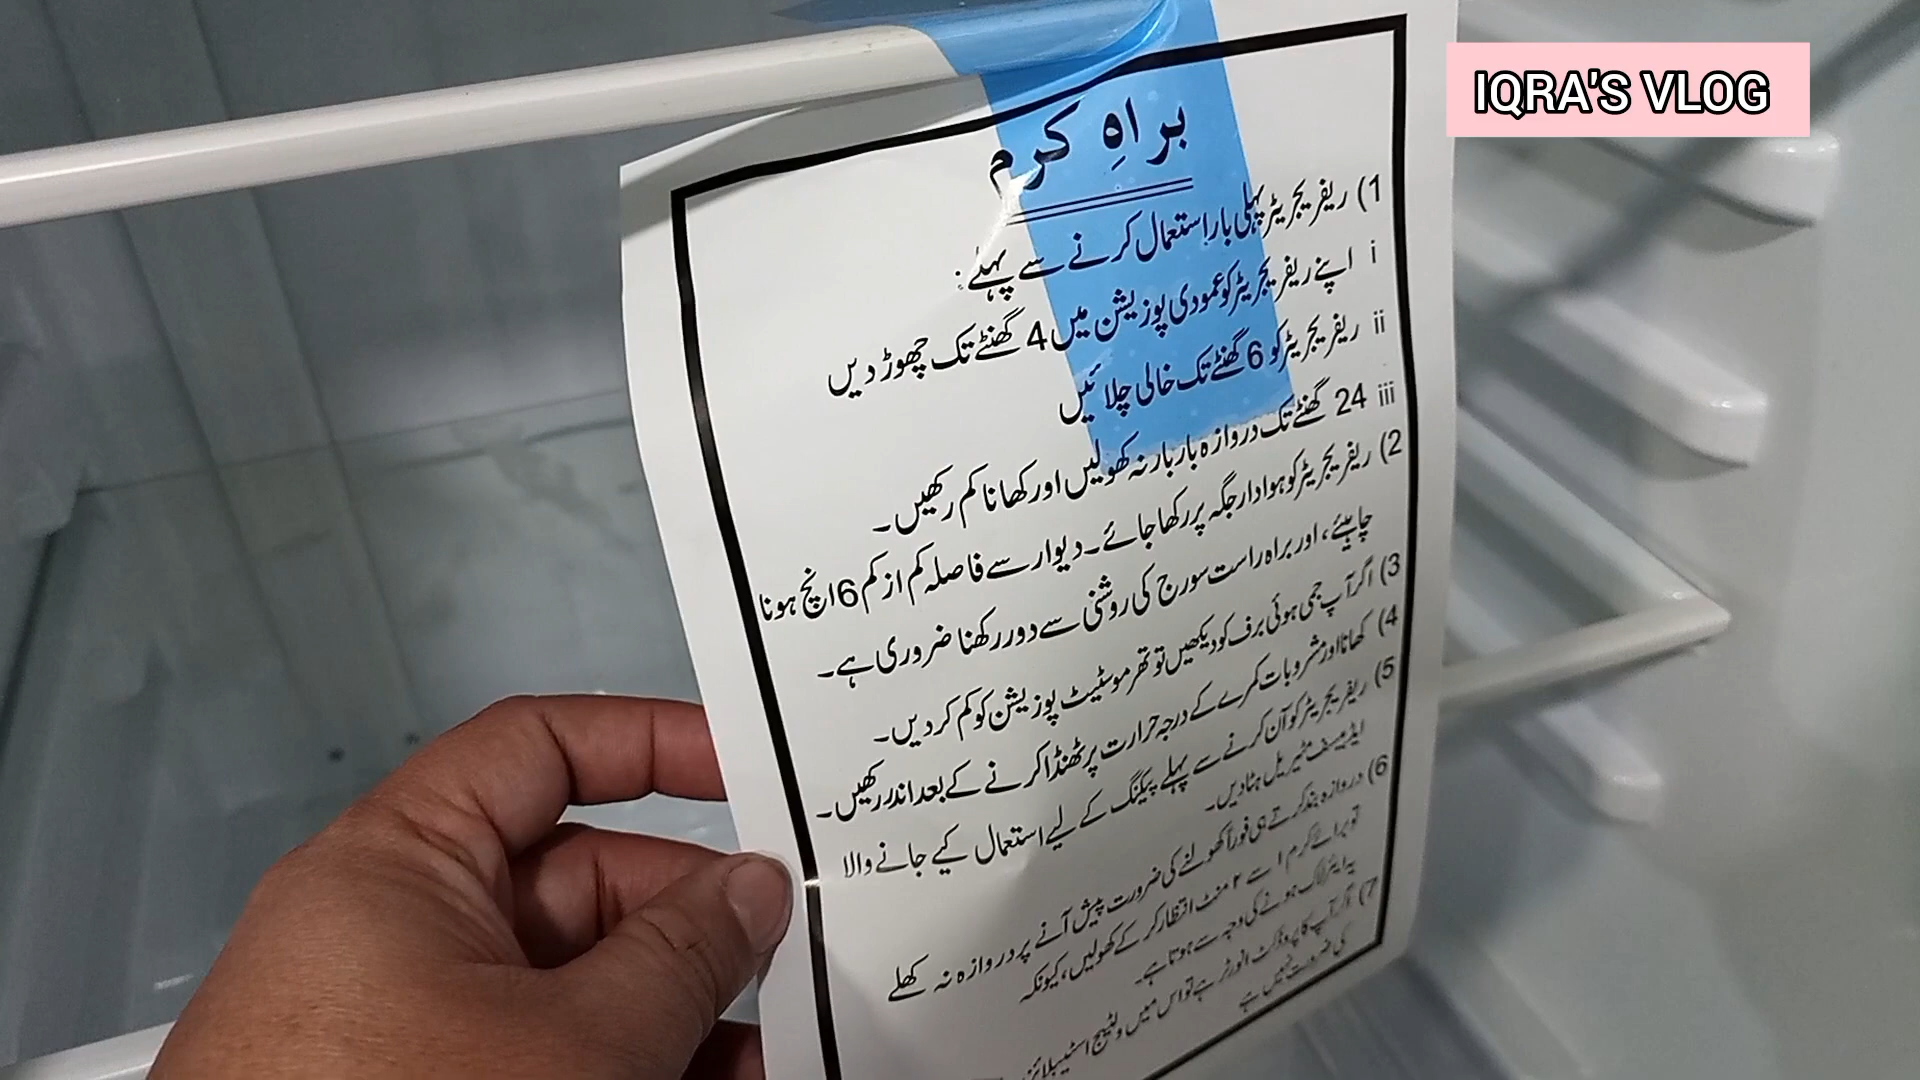 IQRA'S VLOG
براہِ کرم
1) ریفریجریٹر پہلی بار استعمال کرنے سے پہلے:
i اپنے ریفریجریٹر کو عمودی پوزیشن میں 4 گھنٹے تک چھوڑ دیں
ii ریفریجریٹر کو 6 گھنٹے تک خالی چلائیں
iii 24 گھنٹے تک دروازہ بار بار نہ کھولیں اور کھانا کم رکھیں۔
2) ریفریجریٹر کو ہوادار جگہ پر رکھا جائے۔ دیوار سے فاصلہ کم از کم 6 انچ ہونا
چاہیئے، اور براہ راست سورج کی روشنی سے دور رکھنا ضروری ہے۔
3) اگر آپ جمی ہوئی برف کو دیکھیں تو تھرموسٹیٹ پوزیشن کو کم کر دیں۔
4) کھانا اور مشروبات کمرے کے درجہ حرارت پر ٹھنڈا کرنے کے بعد اندر رکھیں۔
5) ریفریجریٹر کو آن کرنے سے پہلے پیکنگ کے لیے استعمال کیے جانے والا
مٹیریل ہٹا دیں۔
6) دروازہ بند کرتے ہی فوراً کھولنے کی ضرورت پیش آنے پر دروازہ نہ کھلے
تو برائے کرم ۱ سے ۲ منٹ انتظار کر کے کھولیں، کیونکہ
یہ ایئر لاک ہونے کی وجہ سے ہوتا ہے۔
7) اگر آپ کا پروڈکٹ انورٹر ہے تو اس میں وولٹیج اسٹیبلائزر
کی ضرورت نہیں ہے